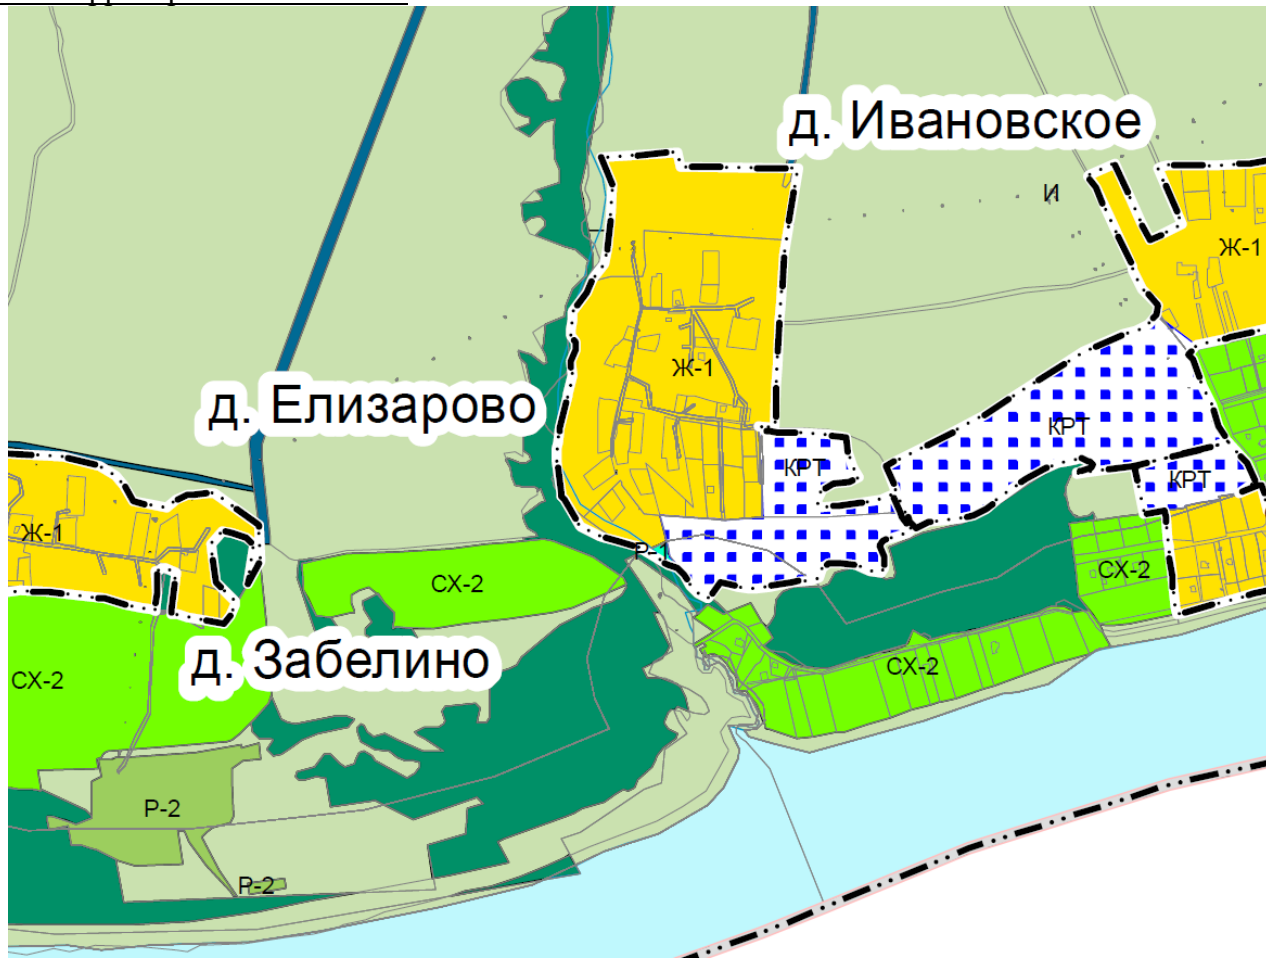 д. Ивановское
И
Ж-1
Ж-1
д. Елизарово
КРТ
КРТ
КРТ
Ж-1
Р-1
СХ-2
СХ-2
д. Забелино
СХ-2
СХ-2
Р-2
Р-2